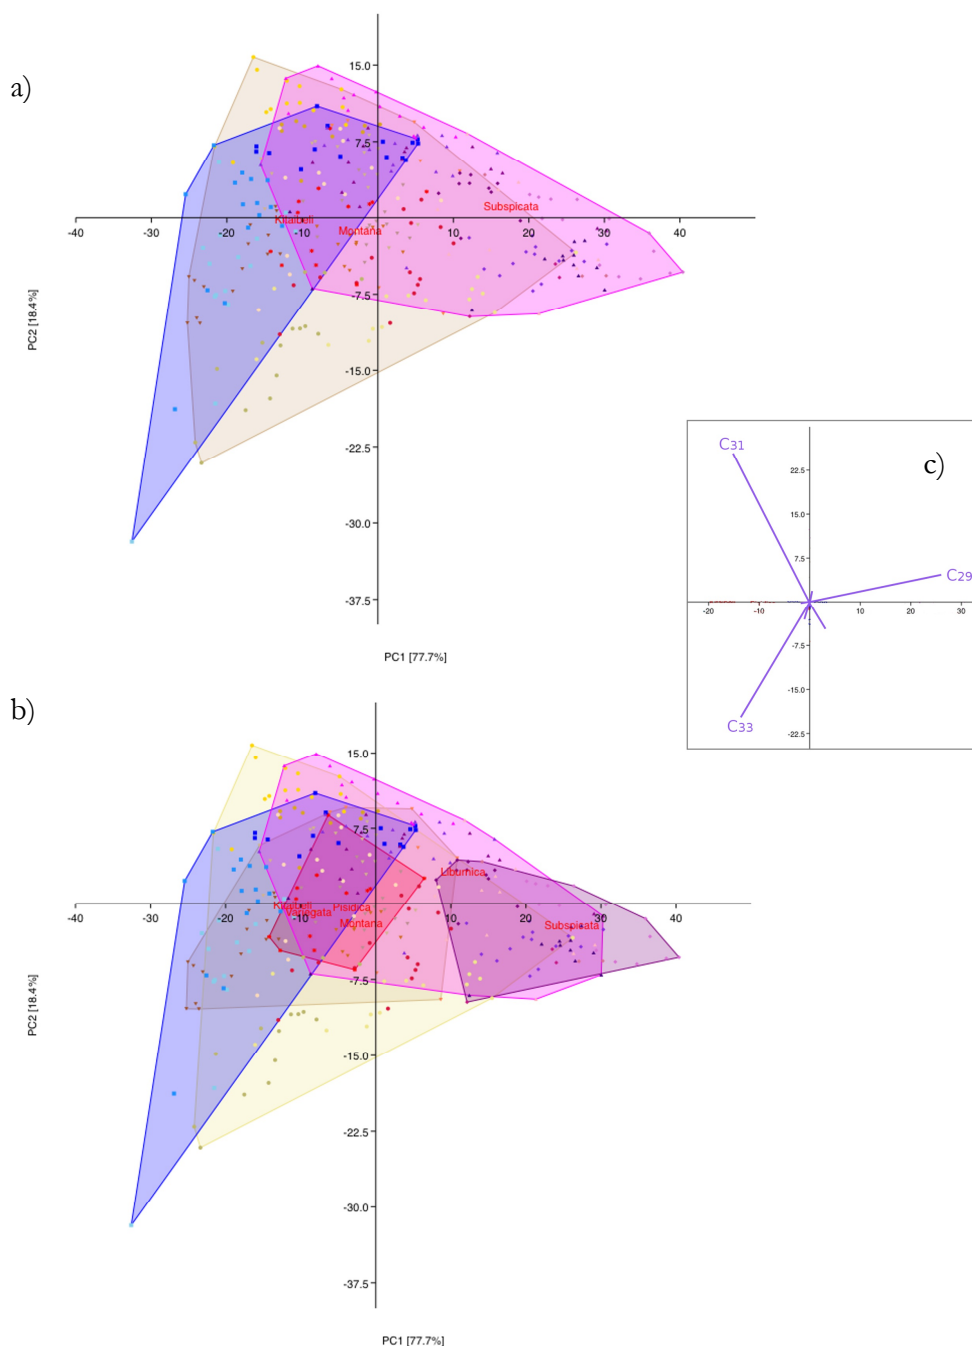 a)
15.0
7.5
-40
-30
-20
-10
10
20
30
40
-7.5
-15.0
-22.5
-30.0
-37.5
Subspicata
Kitaibeli
Montana
PC2 [18.4%]
PC1 [77.7%]
c)
C31
C29
C33
22.5
15.0
7.5
-20
-10
10
20
30
-7.5
-15.0
-22.5
b)
15.0
7.5
-40
-30
-20
-10
10
20
30
40
-7.5
-15.0
-22.5
-30.0
-37.5
Liburnica
Kitaibeli
Variegata
Pisidica
Montana
Subspicata
PC2 [18.4%]
PC1 [77.7%]